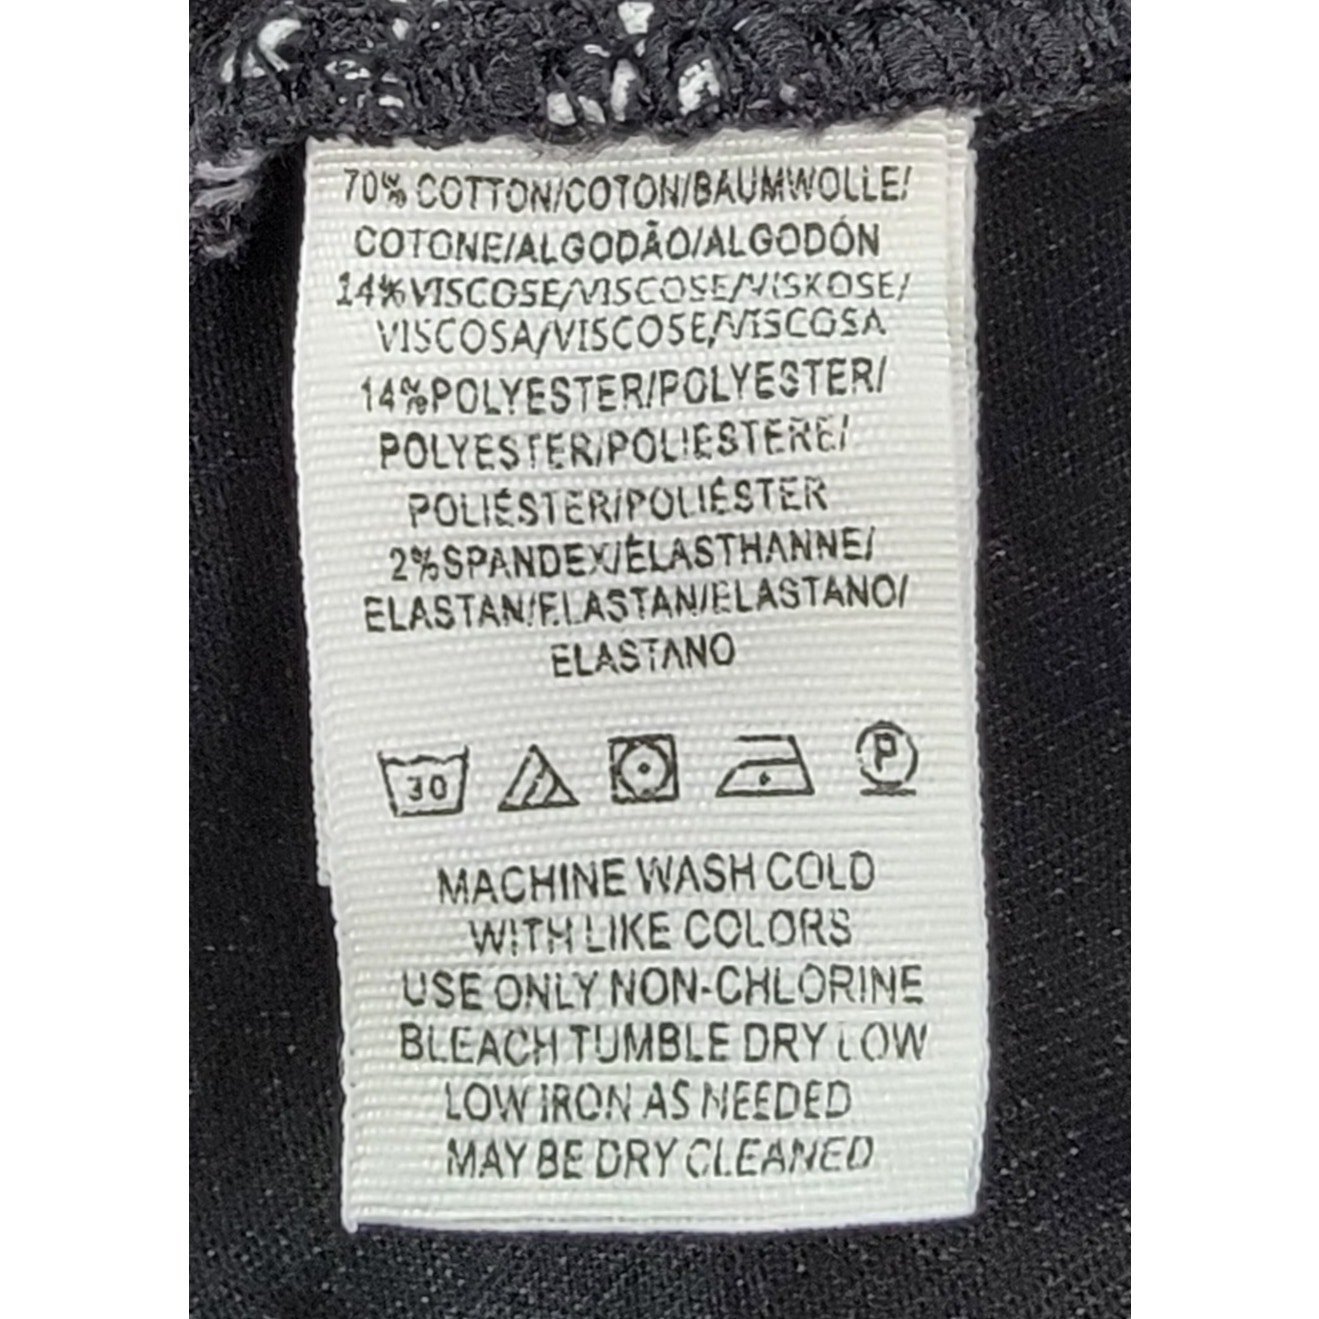 70% COTTON/COTON/BAUMWOLLE/
COTONE/ALGODÃO/ALGODÓN
14% VISCOSE/VISCOSE/VISKOSE/
VISCOSA/VISCOSE/VISCOSA
14% POLYESTER/POLYESTER/
POLYESTER/POLIESTERE/
POLIÉSTER/POLIÉSTER
2% SPANDEX/ÉLASTHANNE/
ELASTAN/ELASTAN/ELASTANO/
ELASTANO
30 P
MACHINE WASH COLD
WITH LIKE COLORS
USE ONLY NON-CHLORINE
BLEACH TUMBLE DRY LOW
LOW IRON AS NEEDED
MAY BE DRY CLEANED